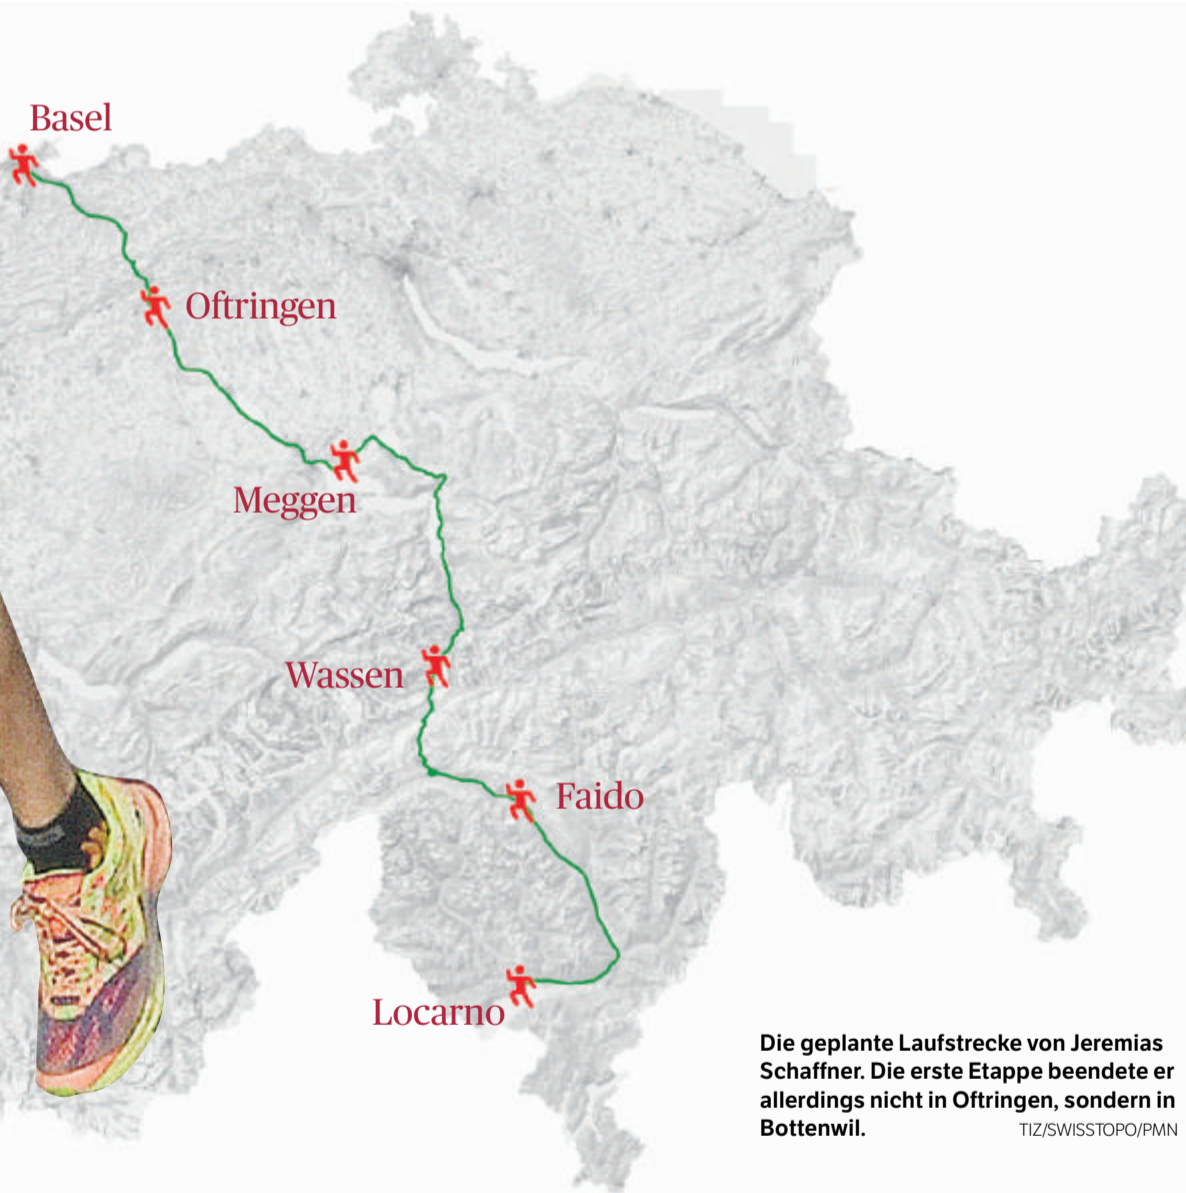 Basel
Oftringen
Meggen
Wassen
Faido
Locarno
Die geplante Laufstrecke von Jeremias
Schaffner. Die erste Etappe beendete er
allerdings nicht in Oftringen, sondern in
Bottenwil. TIZ/SWISSTOPO/PMN